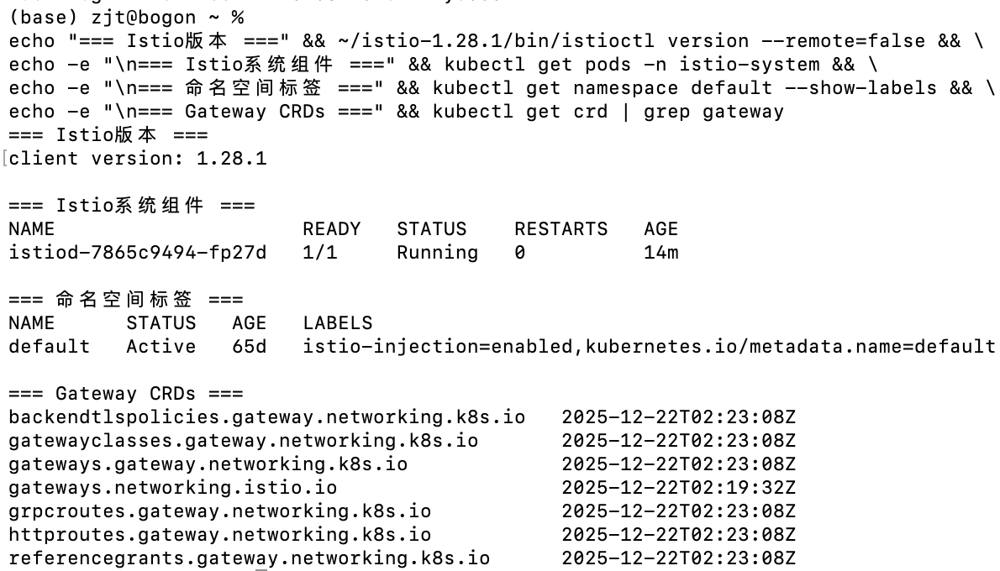 (base) zjt@bogon ~ %
echo "=== Istio版本 ===" && ~/istio-1.28.1/bin/istioctl version --remote=false && \
echo -e "\n=== Istio系统组件 ===" && kubectl get pods -n istio-system && \
echo -e "\n=== 命名空间标签 ===" && kubectl get namespace default --show-labels && \
echo -e "\n=== Gateway CRDs ===" && kubectl get crd | grep gateway
=== Istio版本 ===
client version: 1.28.1
=== Istio系统组件 ===
NAME READY STATUS RESTARTS AGE
istiod-7865c9494-fp27d 1/1 Running 0 14m
=== 命名空间标签 ===
NAME STATUS AGE LABELS
default Active 65d istio-injection=enabled,kubernetes.io/metadata.name=default
=== Gateway CRDs ===
backendtlspolicies.gateway.networking.k8s.io 2025-12-22T02:23:08Z
gatewayclasses.gateway.networking.k8s.io 2025-12-22T02:23:08Z
gateways.gateway.networking.k8s.io 2025-12-22T02:23:08Z
gateways.networking.istio.io 2025-12-22T02:19:32Z
grpcroutes.gateway.networking.k8s.io 2025-12-22T02:23:08Z
httproutes.gateway.networking.k8s.io 2025-12-22T02:23:08Z
referencegrants.gateway.networking.k8s.io 2025-12-22T02:23:08Z